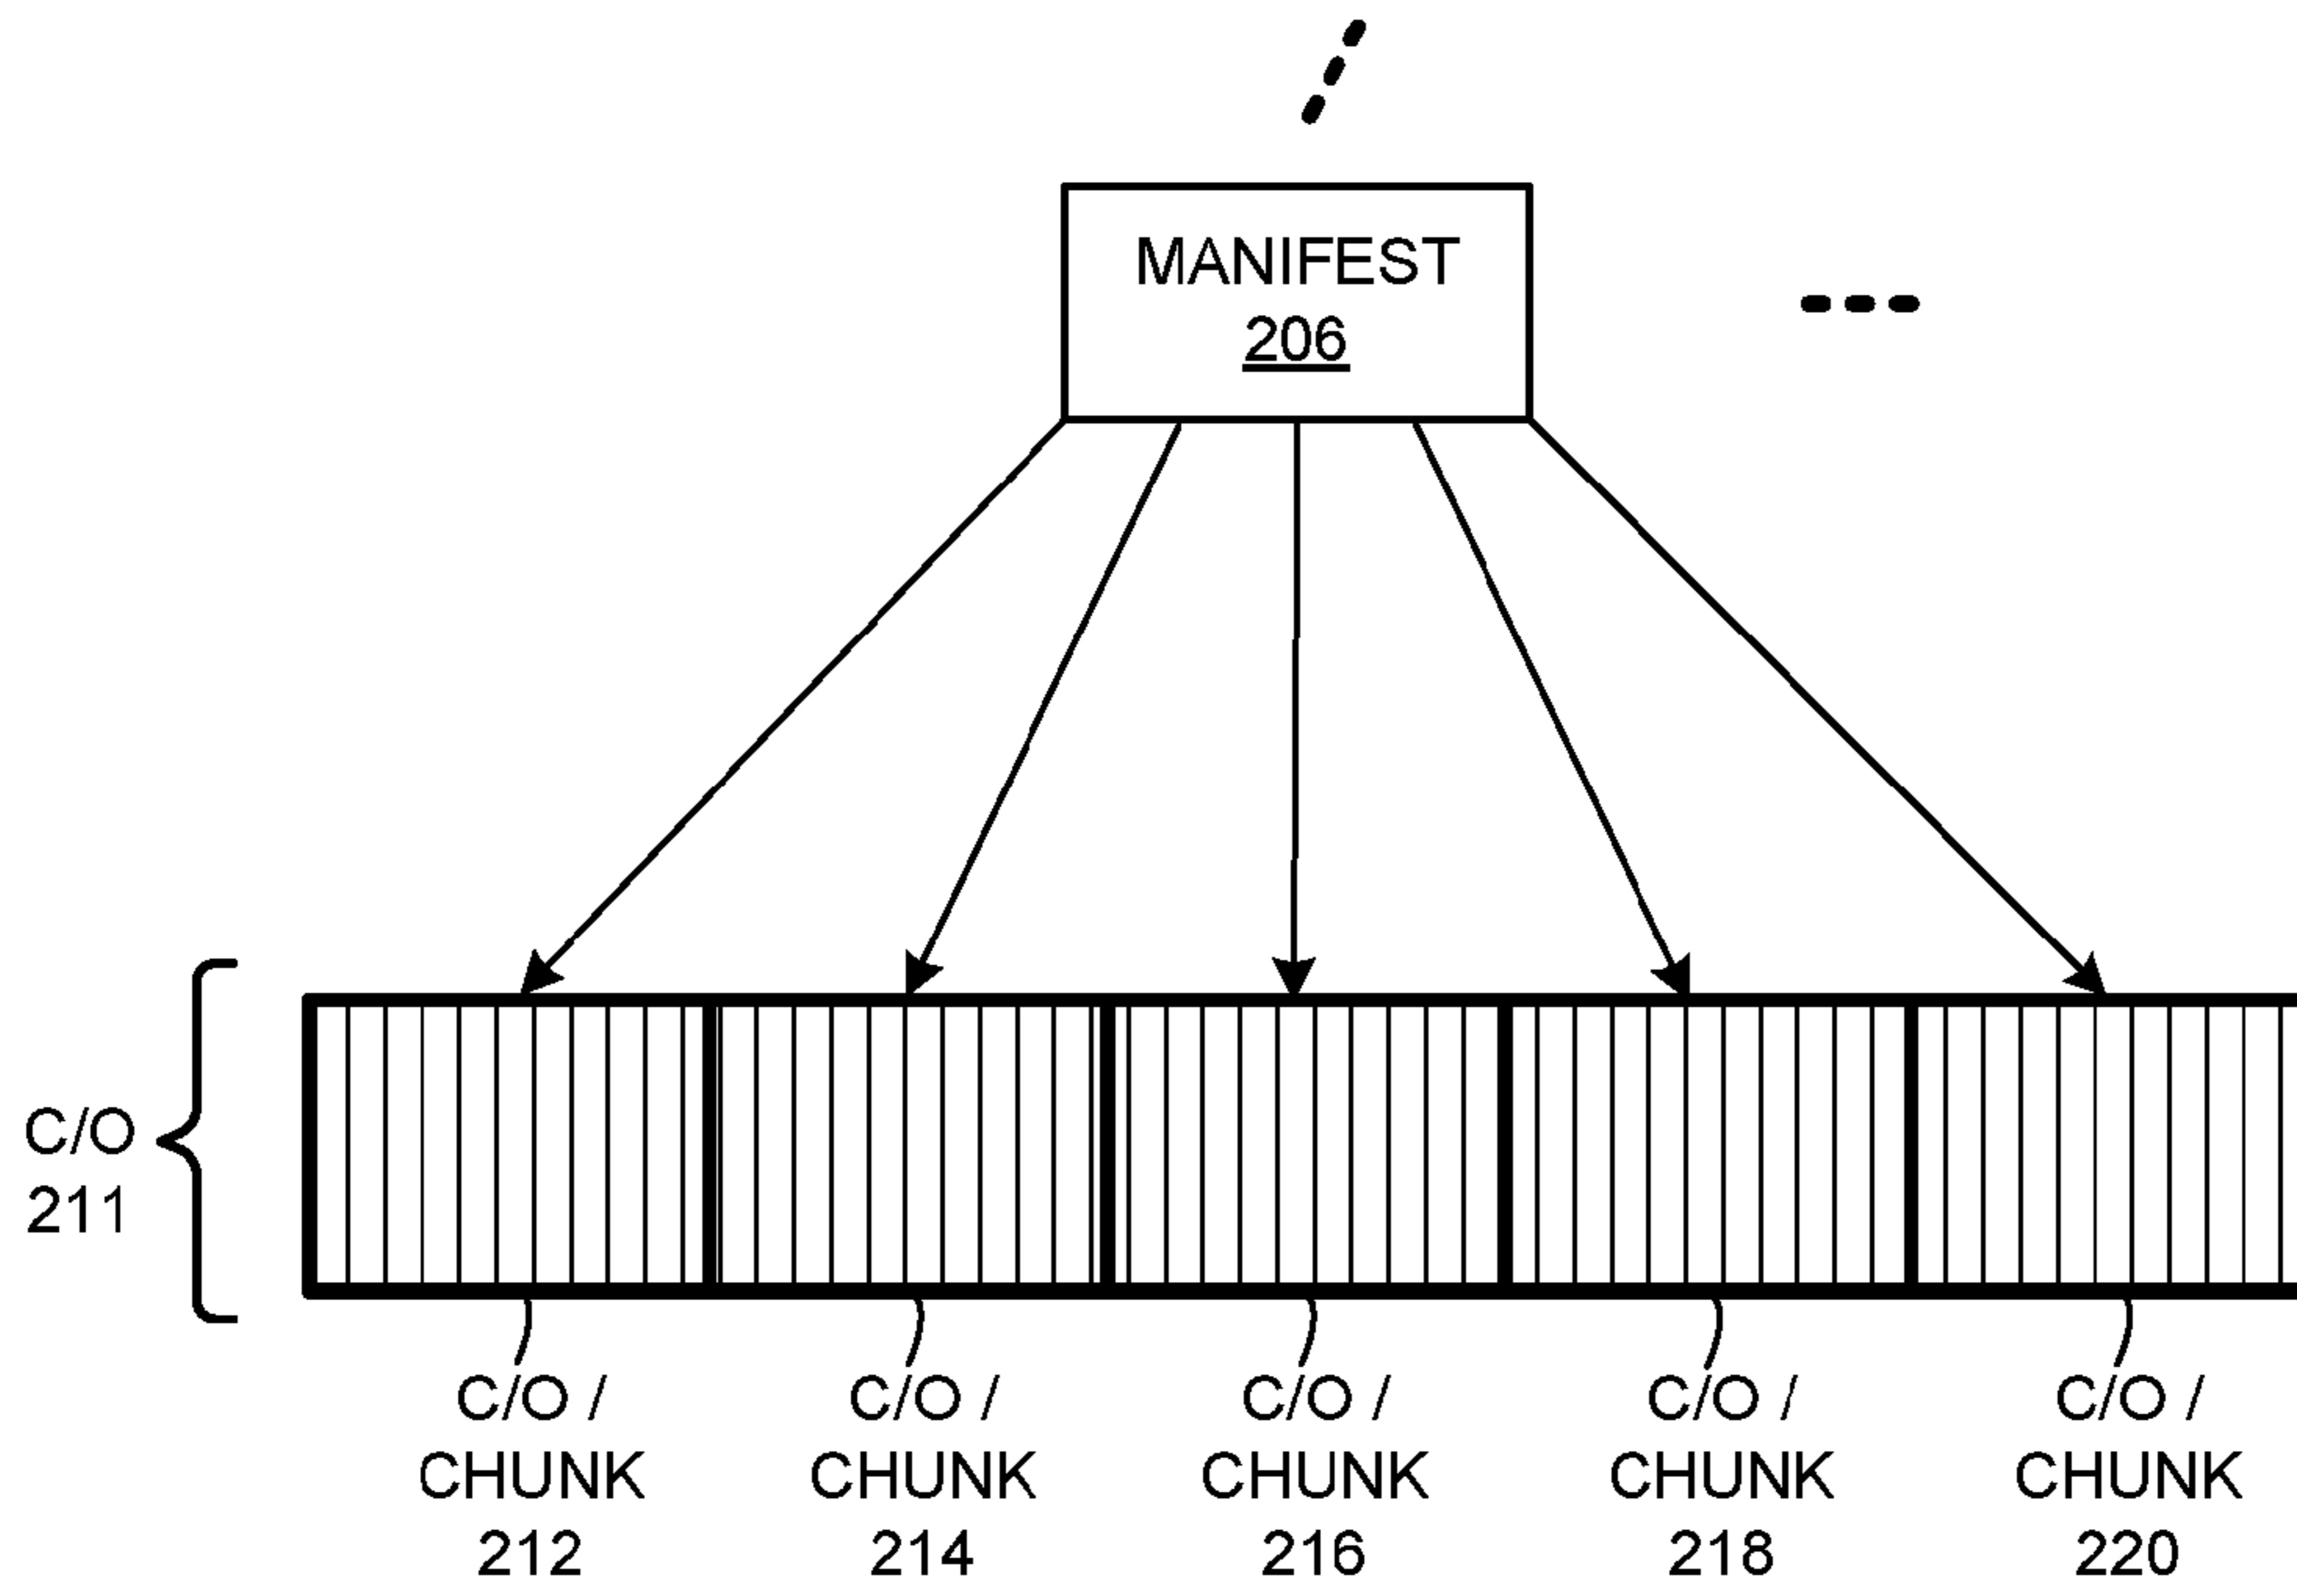 MANIFEST
206
C/O
211
C/O /
CHUNK
212
C/O /
CHUNK
214
C/O /
CHUNK
216
C/O /
CHUNK
218
C/O /
CHUNK
220